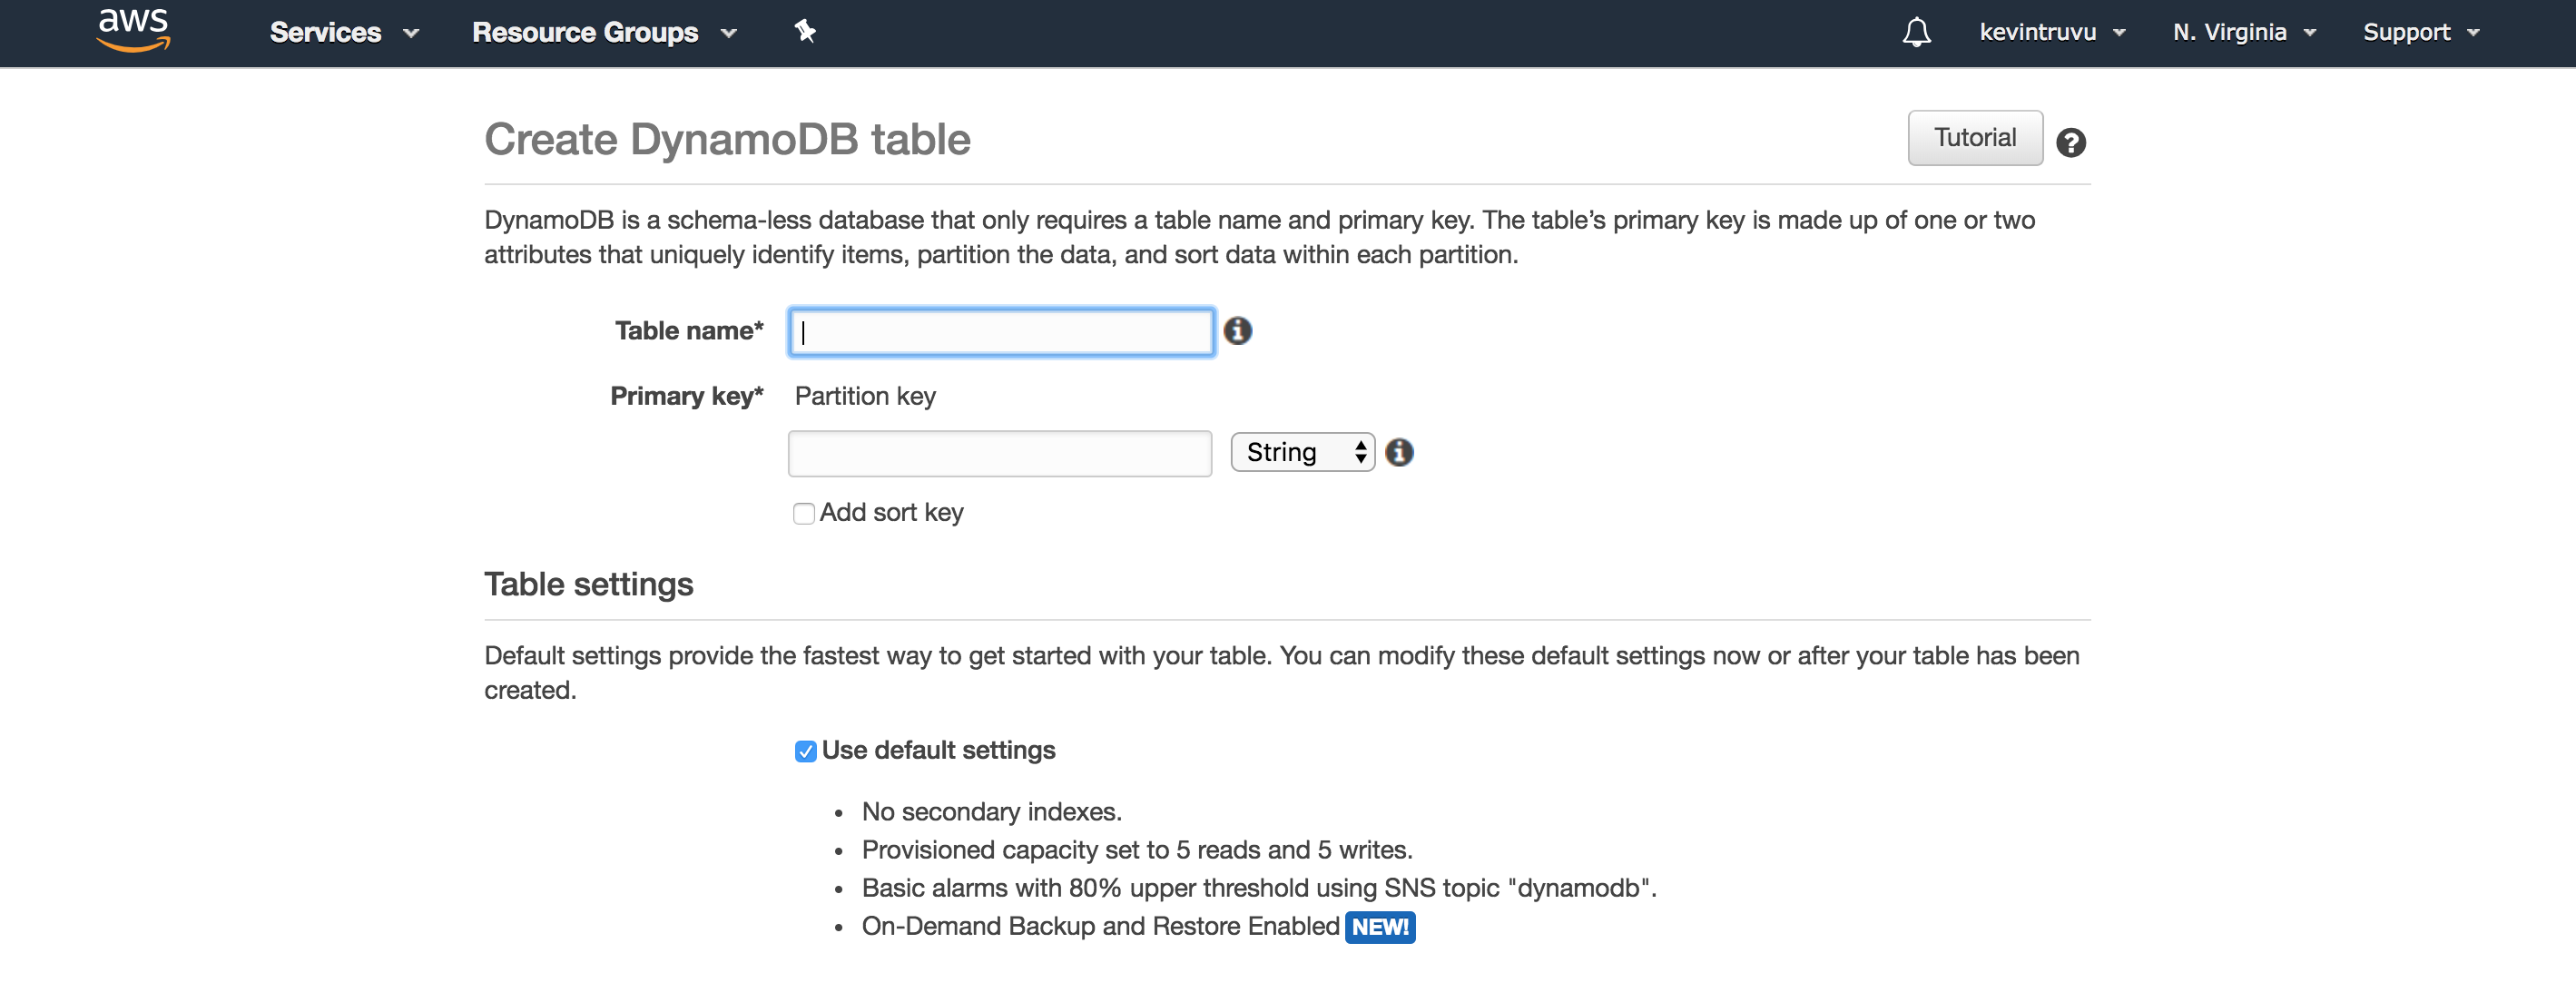 aws Services Resource Groups kevintruvu N. Virginia Support
Create DynamoDB table Tutorial ?
DynamoDB is a schema-less database that only requires a table name and primary key. The table’s primary key is made up of one or two
attributes that uniquely identify items, partition the data, and sort data within each partition.
Table name* i
Primary key* Partition key
String i
Add sort key
Table settings
Default settings provide the fastest way to get started with your table. You can modify these default settings now or after your table has been
created.
Use default settings
• No secondary indexes.
• Provisioned capacity set to 5 reads and 5 writes.
• Basic alarms with 80% upper threshold using SNS topic "dynamodb".
• On-Demand Backup and Restore Enabled NEW!